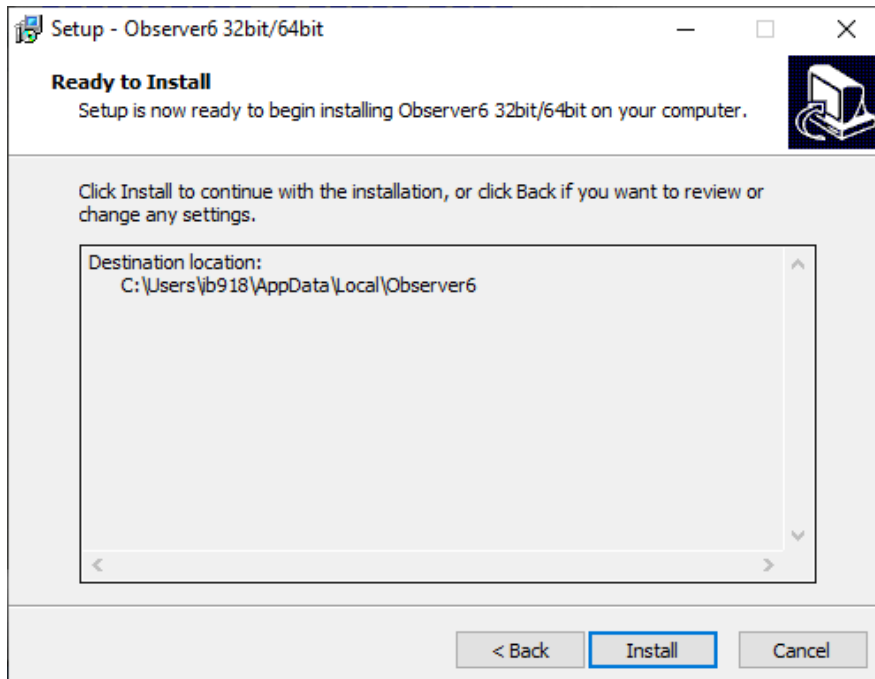 Setup - Observer6 32bit/64bit
Ready to Install
Setup is now ready to begin installing Observer6 32bit/64bit on your computer.
Click Install to continue with the installation, or click Back if you want to review or
change any settings.
Destination location:
C:\Users\ib918\AppData\Local\Observer6
< Back
Install
Cancel